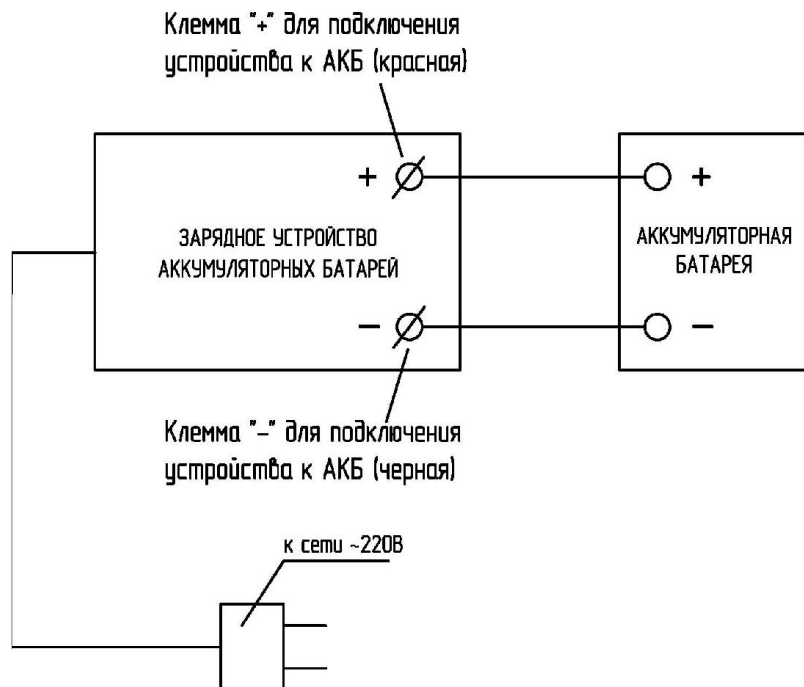 Клемма "+" для подключения
устройства к АКБ (красная)
+
+
ЗАРЯДНОЕ УСТРОЙСТВО
АККУМУЛЯТОРНЫХ БАТАРЕЙ
АККУМУЛЯТОРНАЯ
БАТАРЕЯ
–
–
Клемма "–" для подключения
устройства к АКБ (черная)
к сети ~220В